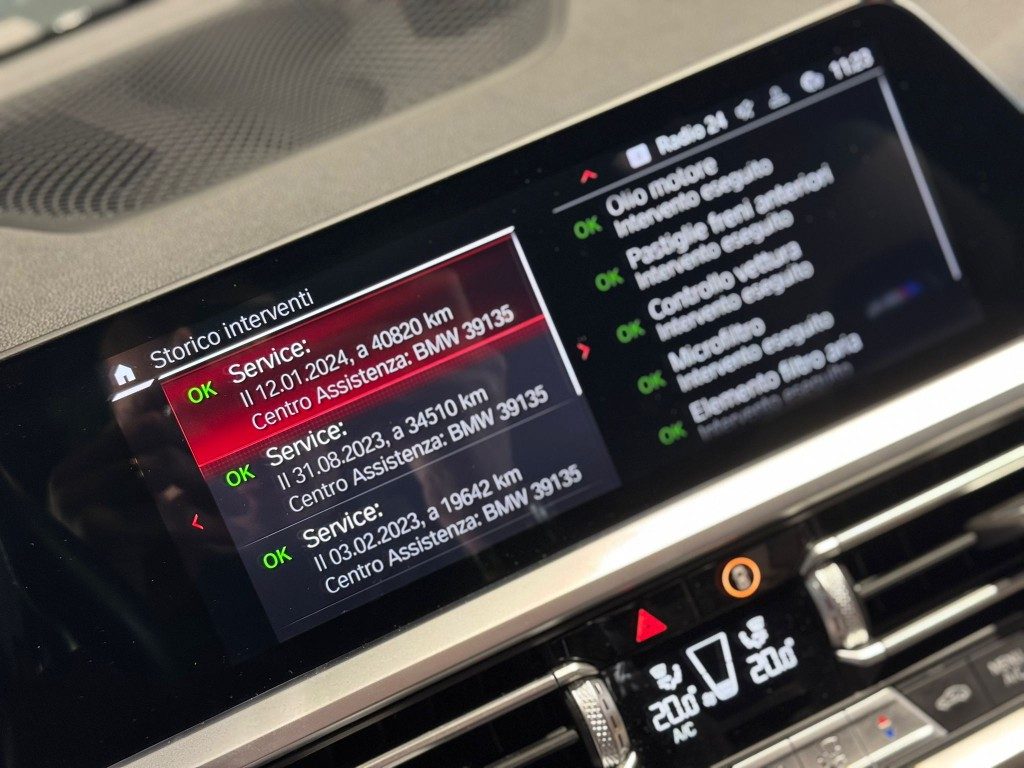 Storico interventi
OK Service:
Il 12.01.2024, a 40820 km
Centro Assistenza: BMW 39135
OK Service:
Il 31.08.2023, a 34510 km
Centro Assistenza: BMW 39135
OK Service:
Il 03.02.2023, a 19642 km
Centro Assistenza: BMW 39135
Radio 24 11:23
OK Olio motore
Intervento eseguito
OK Pastiglie freni anteriori
Intervento eseguito
OK Controllo vettura
Intervento eseguito
OK Microfiltro
Intervento eseguito
OK Elemento filtro aria
Intervento eseguito
20.0° 20.0°
A/C
MENU
A/C